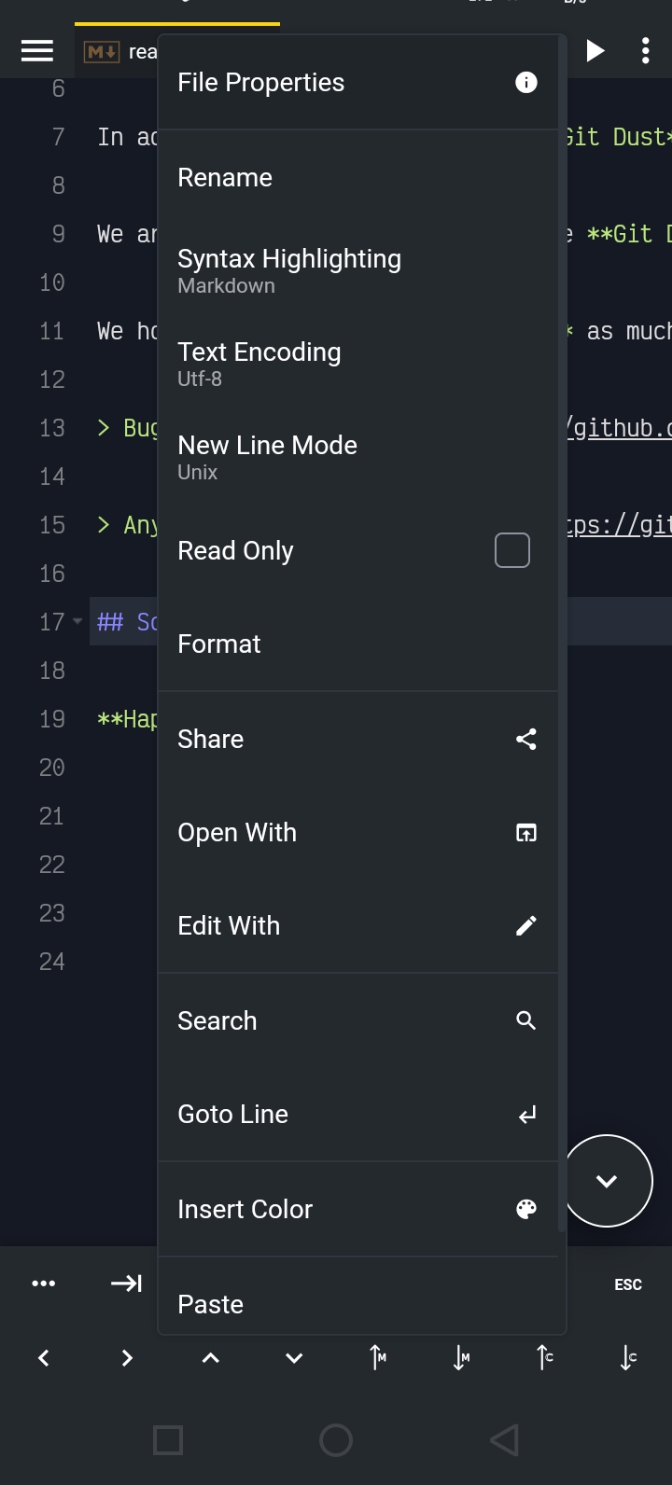 M↓ rea
File Properties
6
7 In ad Git Dust*
Rename
8
9 We ar e **Git D
Syntax Highlighting
Markdown
10
11 We ho * as much
Text Encoding
Utf-8
12
13 > Bug /github.c
New Line Mode
Unix
14
15 > Any tps://git
Read Only
16
17 ## Sc
Format
18
19 **Hap
Share
20
21
Open With
22
23
Edit With
24
Search
Goto Line
Insert Color
ESC
Paste
M M C C